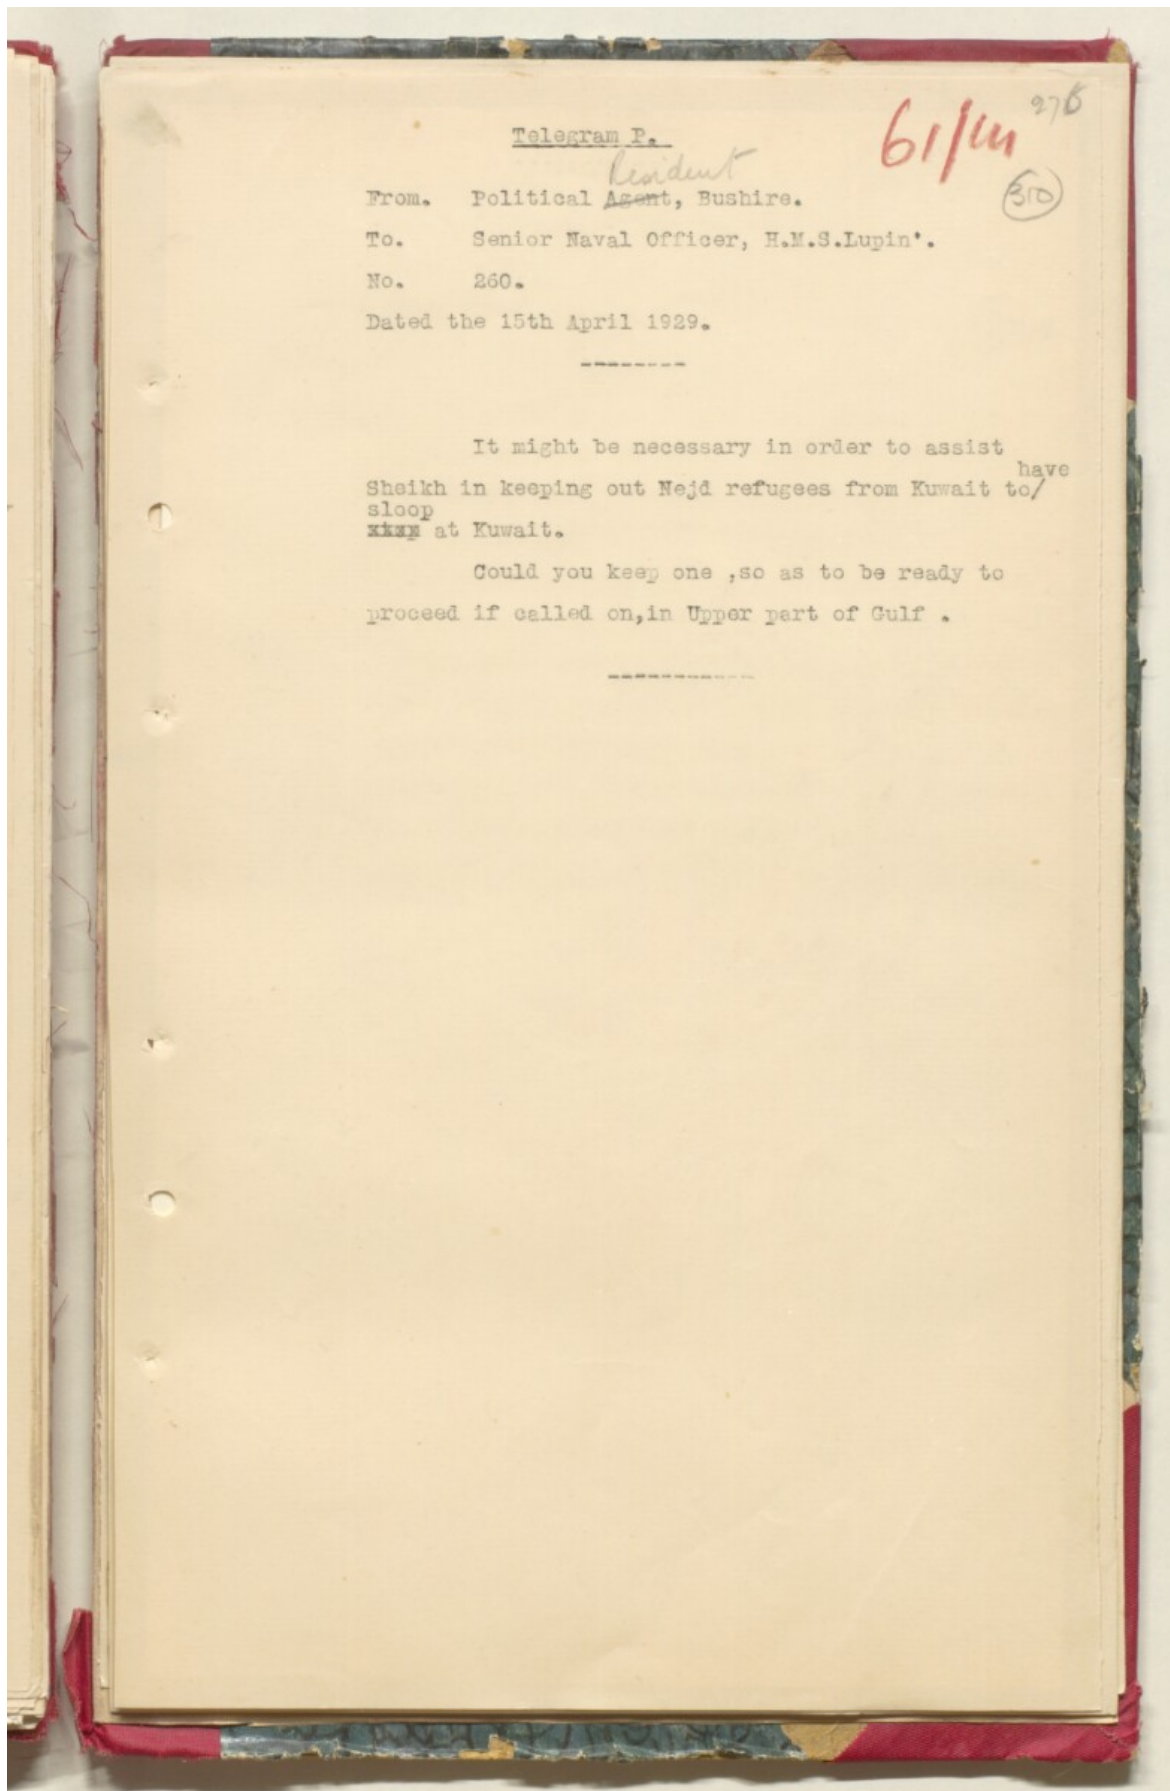 Telegram P.
61/14
276
310
Resident
From. Political Agent, Bushire.
To. Senior Naval Officer, H.M.S.Lupin'.
No. 260.
Dated the 15th April 1929.
--------
It might be necessary in order to assist
have
Sheikh in keeping out Nejd refugees from Kuwait to/
sloop
at Kuwait.
Could you keep one ,so as to be ready to
proceed if called on,in Upper part of Gulf .
-----------